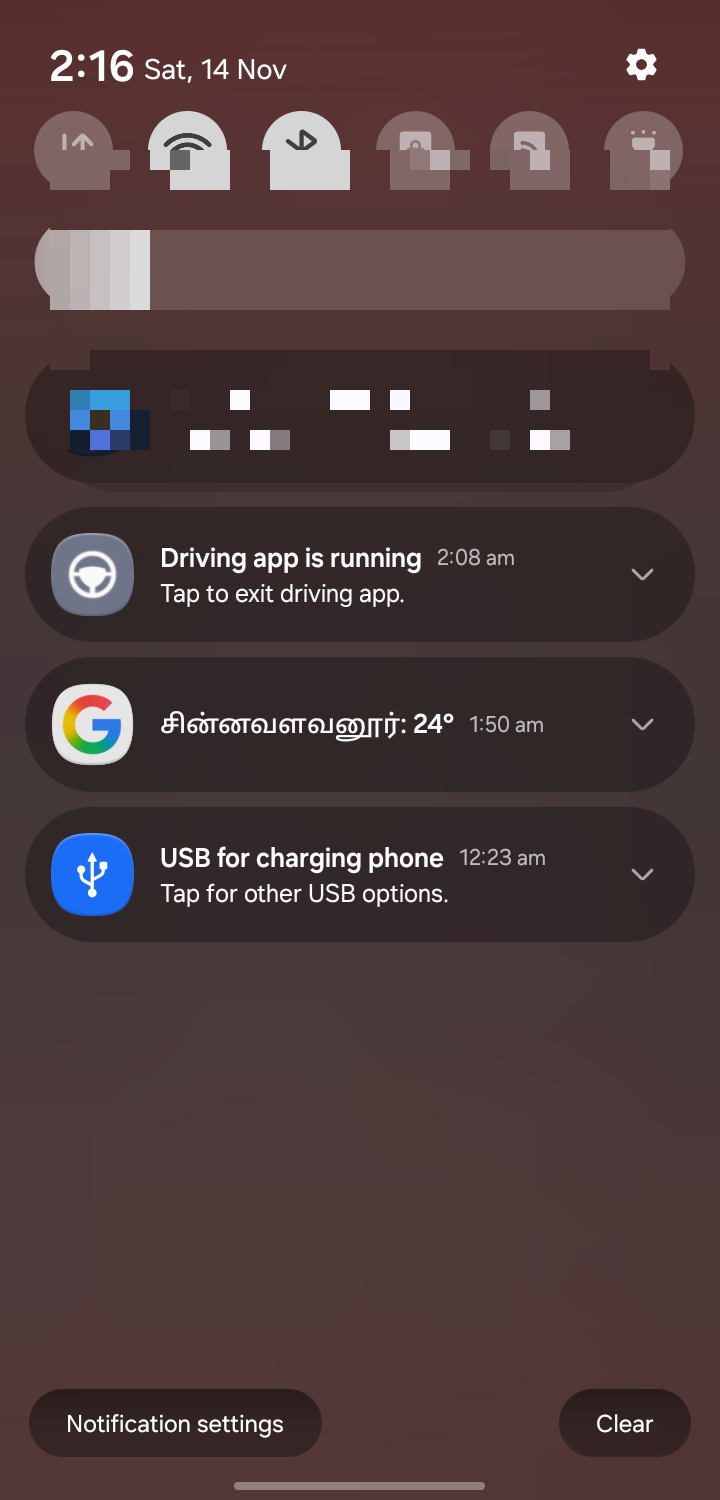 2:16 Sat, 14 Nov
Driving app is running 2:08 am
Tap to exit driving app.
சின்னவளவனூர்: 24° 1:50 am
USB for charging phone 12:23 am
Tap for other USB options.
Notification settings
Clear